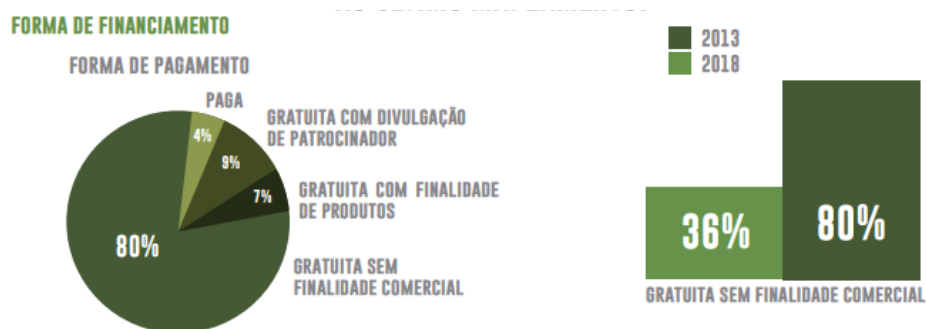 FORMA DE FINANCIAMENTO
FORMA DE PAGAMENTO
PAGA
GRATUITA COM DIVULGAÇÃO
DE PATROCINADOR
GRATUITA COM FINALIDADE
DE PRODUTOS
GRATUITA SEM
FINALIDADE COMERCIAL
4%
9%
7%
80%
2013
2018
36%
80%
GRATUITA SEM FINALIDADE COMERCIAL